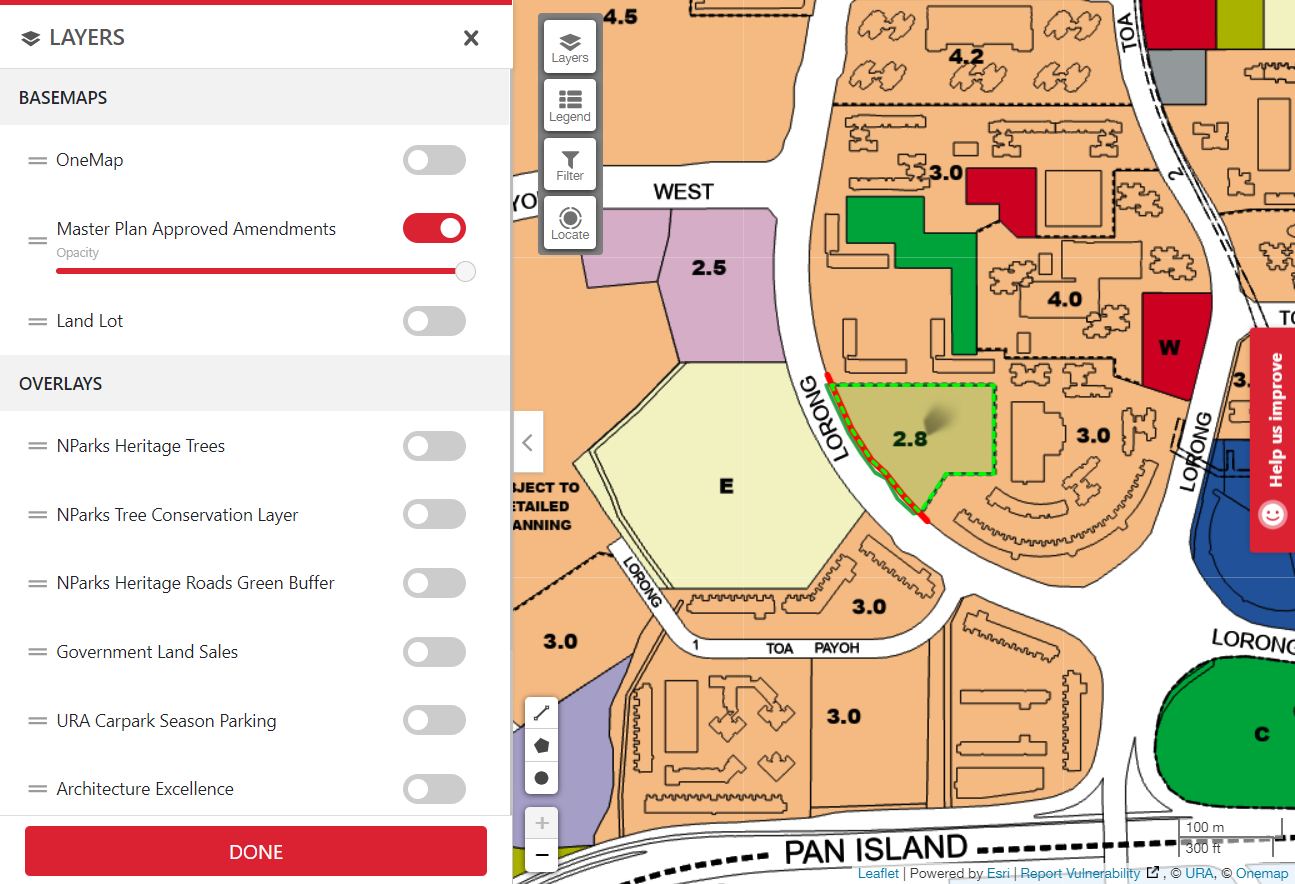 LAYERS
BASEMAPS
OneMap
Master Plan Approved Amendments
Opacity
Land Lot
OVERLAYS
NParks Heritage Trees
NParks Tree Conservation Layer
NParks Heritage Roads Green Buffer
Government Land Sales
URA Carpark Season Parking
Architecture Excellence
DONE
Layers
Legend
Filter
Locate
4.5
4.2
TOA
3.0
2
WEST
2.5
4.0
TO
W
3.
LORONG
2.8
3.0
LORONG
Help us improve
E
JECT TO
ETAILED
ANNING
LORONG
3.0
3.0
1
TOA PAYOH
LORONG
3.0
C
PAN ISLAND
100 m
300 ft
Leaflet | Powered by Esri | Report Vulnerability , © URA, © Onemap